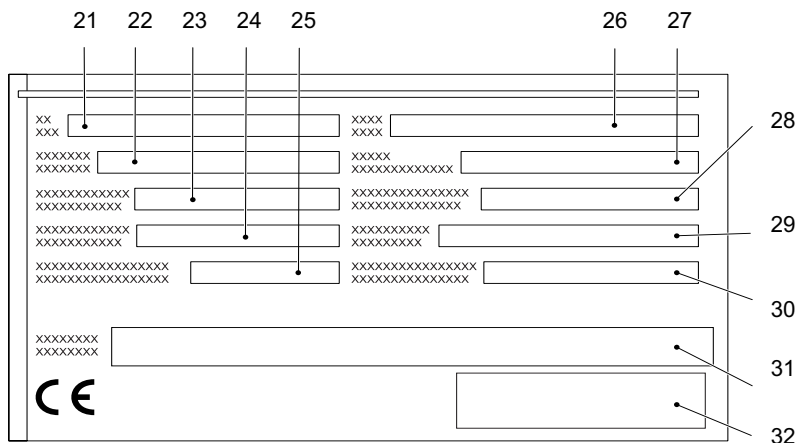 21 22 23 24 25 26 27
XX XXXX
XXX XXXX
28
XXXXXXX XXXXX
XXXXXXX XXXXXXXXXXXXX
XXXXXXXXXXXX XXXXXXXXXXXXXXX
XXXXXXXXXXX XXXXXXXXXXXXXX
29
XXXXXXXXXXXX XXXXXXXXXX
XXXXXXXXXXX XXXXXXXXX
XXXXXXXXXXXXXXXXX XXXXXXXXXXXXXXXX
XXXXXXXXXXXXXXXXX XXXXXXXXXXXXXXX
30
XXXXXXXX
XXXXXXXX
31
CE
32